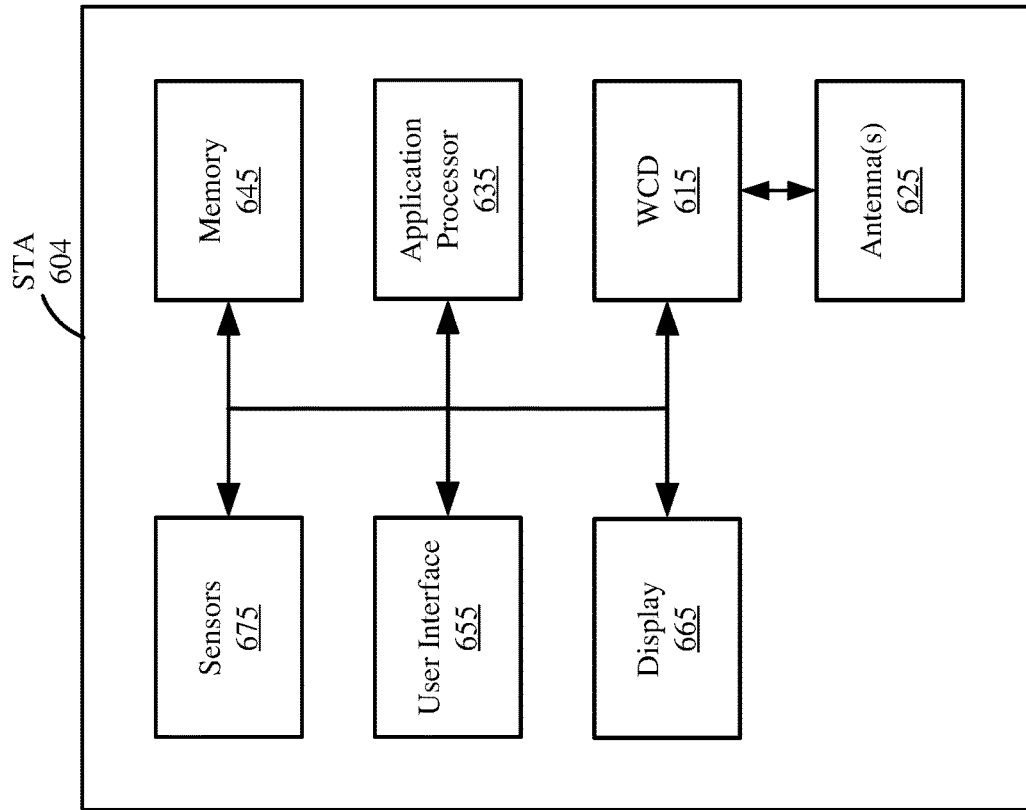 STA
604
Memory
645
Application
Processor
635
WCD
615
Antenna(s)
625
Sensors
675
User Interface
655
Display
665